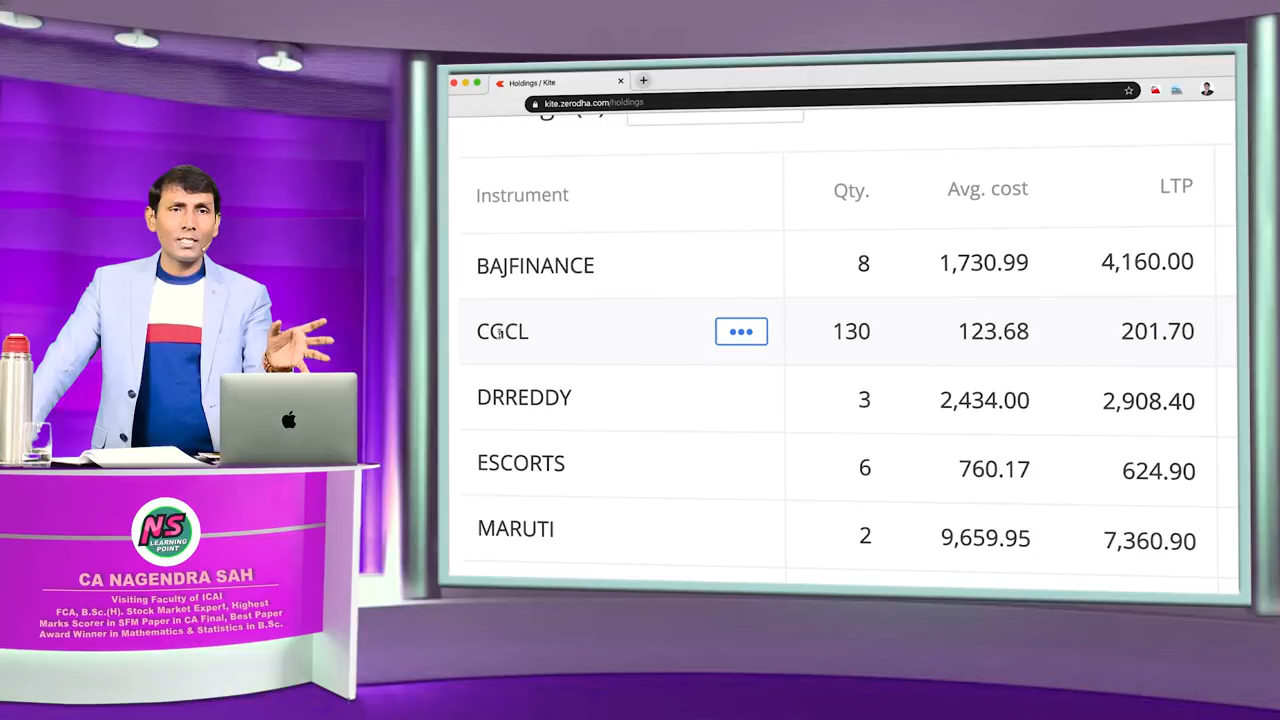 Holdings / Kite
kite.zerodha.com/holdings
Instrument Qty. Avg. cost LTP
BAJFINANCE 8 1,730.99 4,160.00
CGCL 130 123.68 201.70
DRREDDY 3 2,434.00 2,908.40
ESCORTS 6 760.17 624.90
MARUTI 2 9,659.95 7,360.90
NS
LEARNING
POINT
CA NAGENDRA SAH
Visiting Faculty of ICAI
FCA, B.Sc.(H). Stock Market Expert, Highest
Marks Scorer in SFM Paper in CA Final, Best Paper
Award Winner in Mathematics & Statistics in B.Sc.